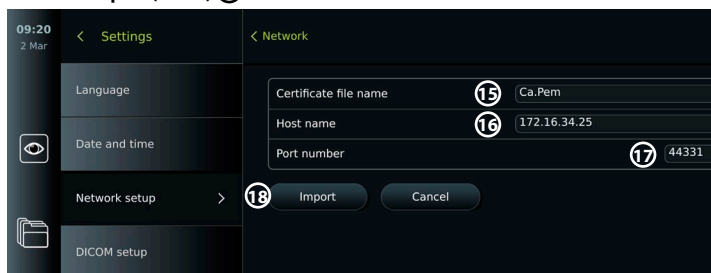 09:20
2 Mar
Settings
Network
Language
Date and time
Network setup
DICOM setup
Certificate file name 15 Ca.Pem
Host name 16 172.16.34.25
Port number 17 44331
18 Import Cancel